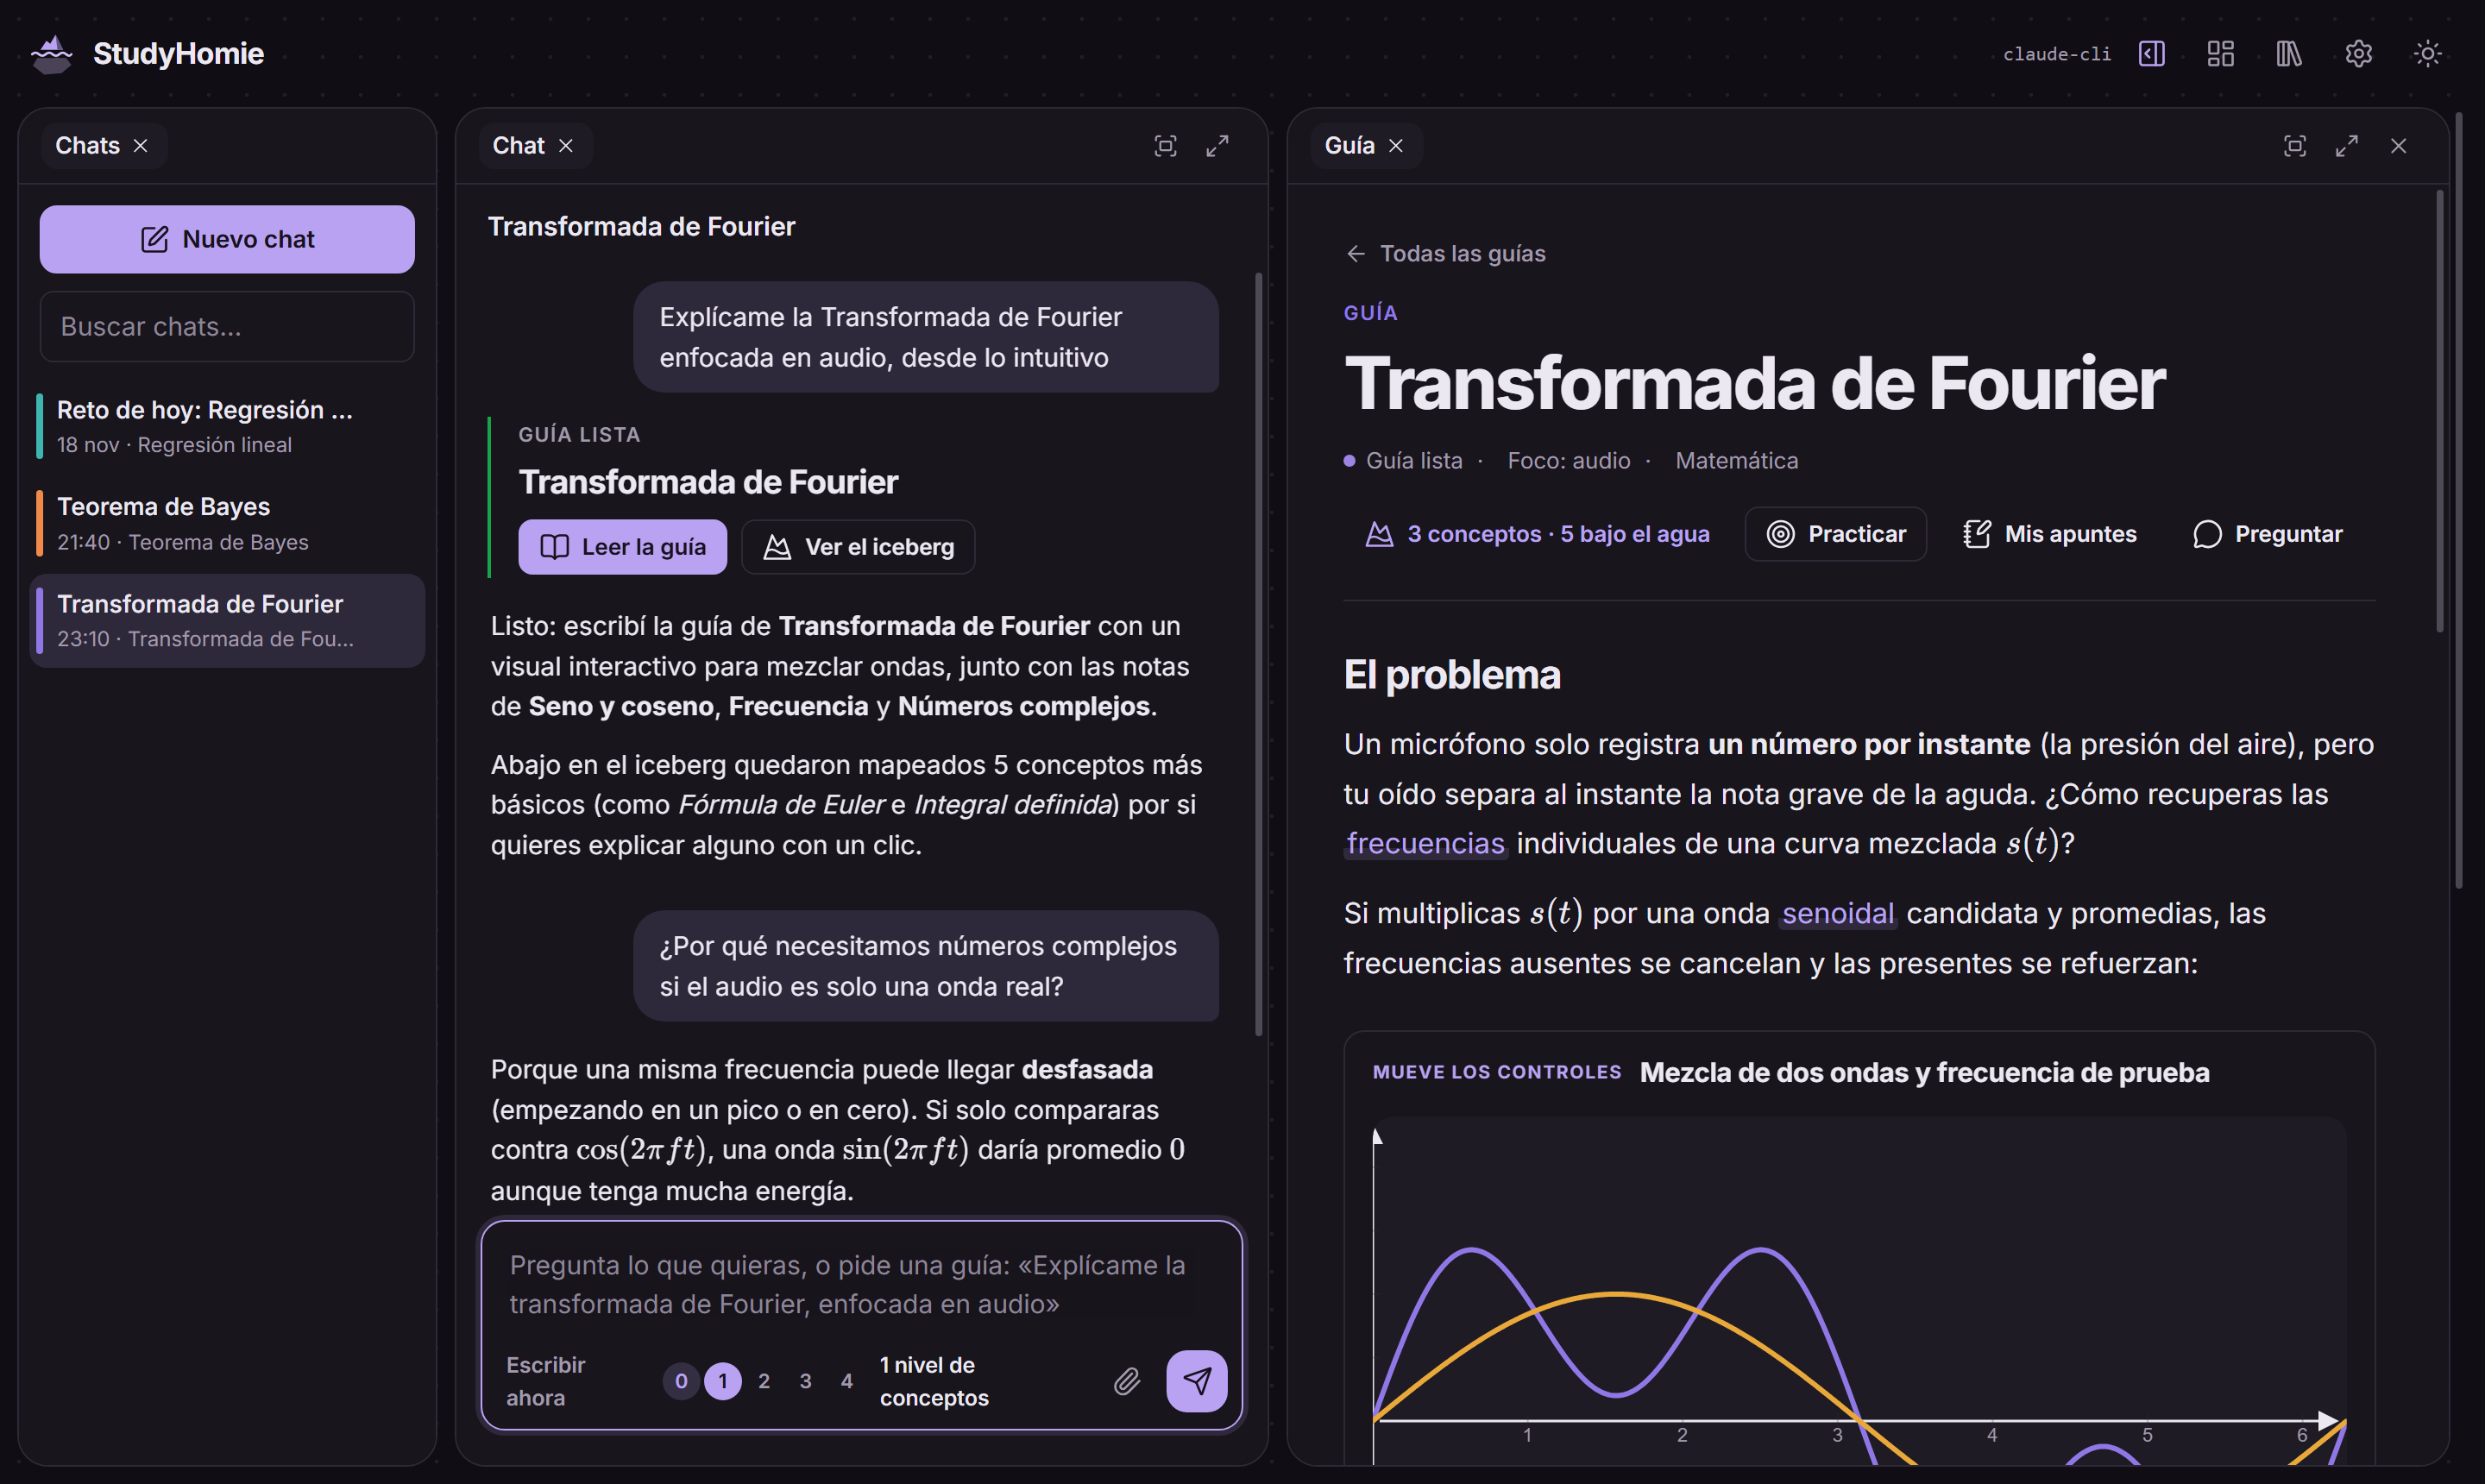 StudyHomie
claude-cli
Chats
Nuevo chat
Buscar chats...
Reto de hoy: Regresión ...
18 nov · Regresión lineal
Teorema de Bayes
21:40 · Teorema de Bayes
Transformada de Fourier
23:10 · Transformada de Fou...
Chat
Transformada de Fourier
Explícame la Transformada de Fourier
enfocada en audio, desde lo intuitivo
GUÍA LISTA
Transformada de Fourier
Leer la guía
Ver el iceberg
Listo: escribí la guía de Transformada de Fourier con un
visual interactivo para mezclar ondas, junto con las notas
de Seno y coseno, Frecuencia y Números complejos.
Abajo en el iceberg quedaron mapeados 5 conceptos más
básicos (como Fórmula de Euler e Integral definida) por si
quieres explicar alguno con un clic.
¿Por qué necesitamos números complejos
si el audio es solo una onda real?
Porque una misma frecuencia puede llegar desfasada
(empezando en un pico o en cero). Si solo compararas
contra cos(2πft), una onda sin(2πft) daría promedio 0
aunque tenga mucha energía.
Pregunta lo que quieras, o pide una guía: «Explícame la
transformada de Fourier, enfocada en audio»
Escribir
ahora
0 1 2 3 4
1 nivel de
conceptos
Guía
Todas las guías
GUÍA
Transformada de Fourier
Guía lista · Foco: audio · Matemática
3 conceptos · 5 bajo el agua
Practicar
Mis apuntes
Preguntar
El problema
Un micrófono solo registra un número por instante (la presión del aire), pero
tu oído separa al instante la nota grave de la aguda. ¿Cómo recuperas las
frecuencias individuales de una curva mezclada s(t)?
Si multiplicas s(t) por una onda senoidal candidata y promedias, las
frecuencias ausentes se cancelan y las presentes se refuerzan:
MUEVE LOS CONTROLES Mezcla de dos ondas y frecuencia de prueba
1 2 3 4 5 6